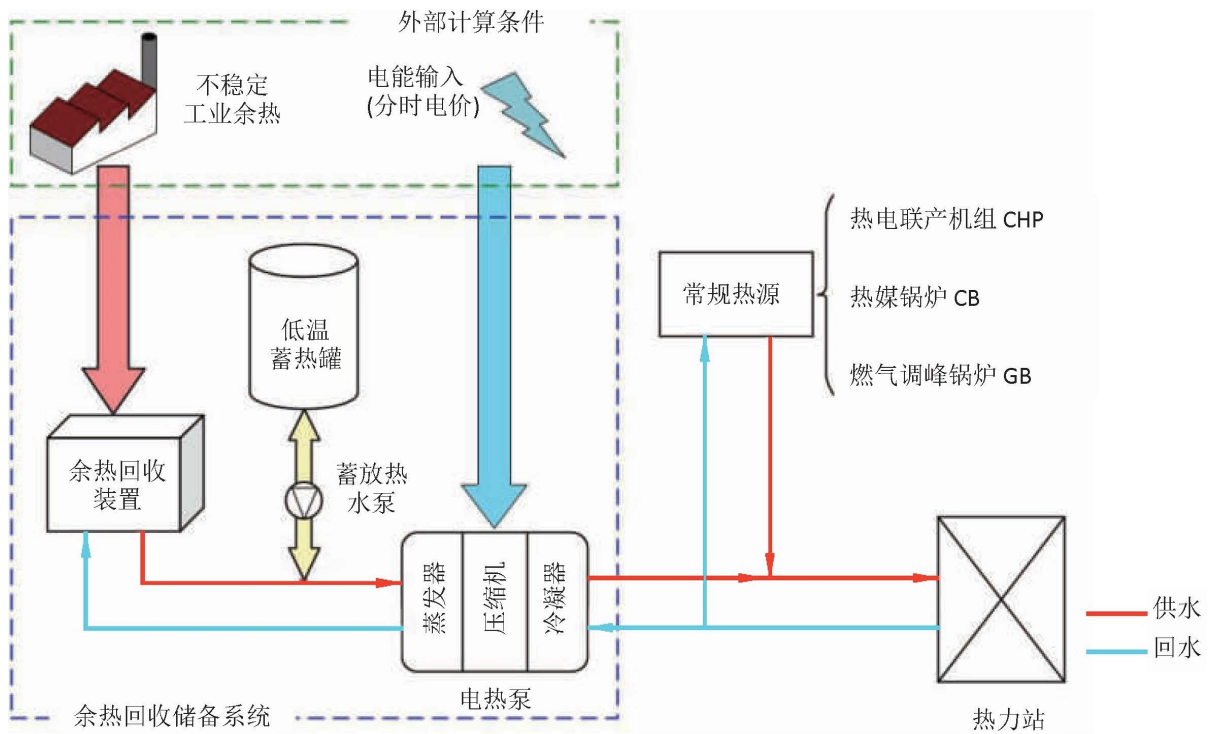 外部计算条件
不稳定
工业余热
电能输入
(分时电价)
低温
蓄热罐
常规热源
热电联产机组 CHP
热媒锅炉 CB
燃气调峰锅炉 GB
余热回收
装置
蓄放热
水泵
蒸发器
压缩机
冷凝器
电热泵
余热回收储备系统
热力站
供水
回水